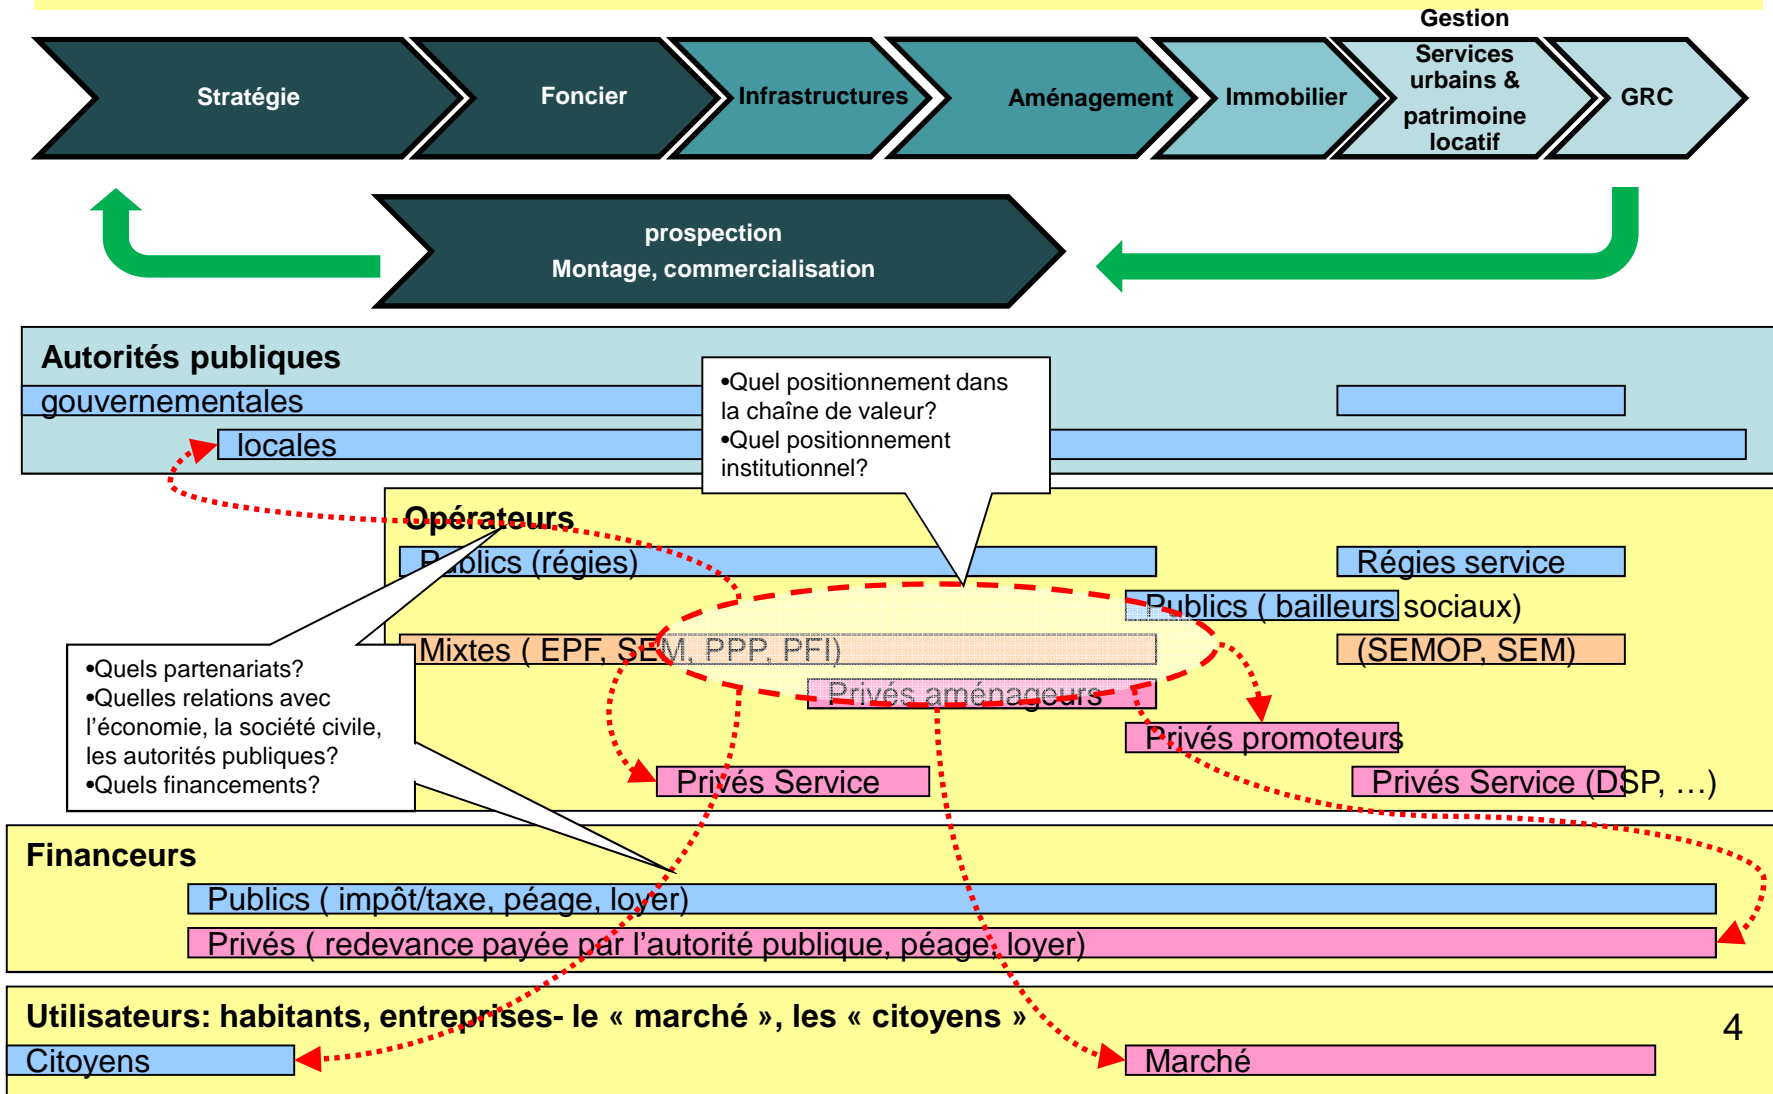 Gestion
Stratégie
Foncier
Infrastructures
Aménagement
Immobilier
Services
urbains &
patrimoine
locatif
GRC
prospection
Montage, commercialisation
Autorités publiques
gouvernementales
locales
•Quel positionnement dans
la chaîne de valeur?
•Quel positionnement
institutionnel?
Opérateurs
Publics (régies)
Régies service
Publics ( bailleurs sociaux)
Mixtes ( EPF, SEM, PPP, PFI)
(SEMOP, SEM)
Privés aménageurs
Privés promoteurs
Privés Service
Privés Service (DSP, …)
•Quels partenariats?
•Quelles relations avec
l’économie, la société civile,
les autorités publiques?
•Quels financements?
Financeurs
Publics ( impôt/taxe, péage, loyer)
Privés ( redevance payée par l’autorité publique, péage, loyer)
Utilisateurs: habitants, entreprises- le « marché », les « citoyens »
Citoyens
Marché
4